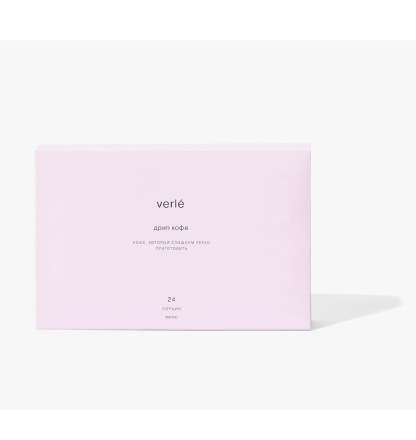 verlé
дрип кофе
КОФЕ, КОТОРЫЙ СЛИШКОМ ЛЕГКО
ПРИГОТОВИТЬ
24
ПОРЦИИ